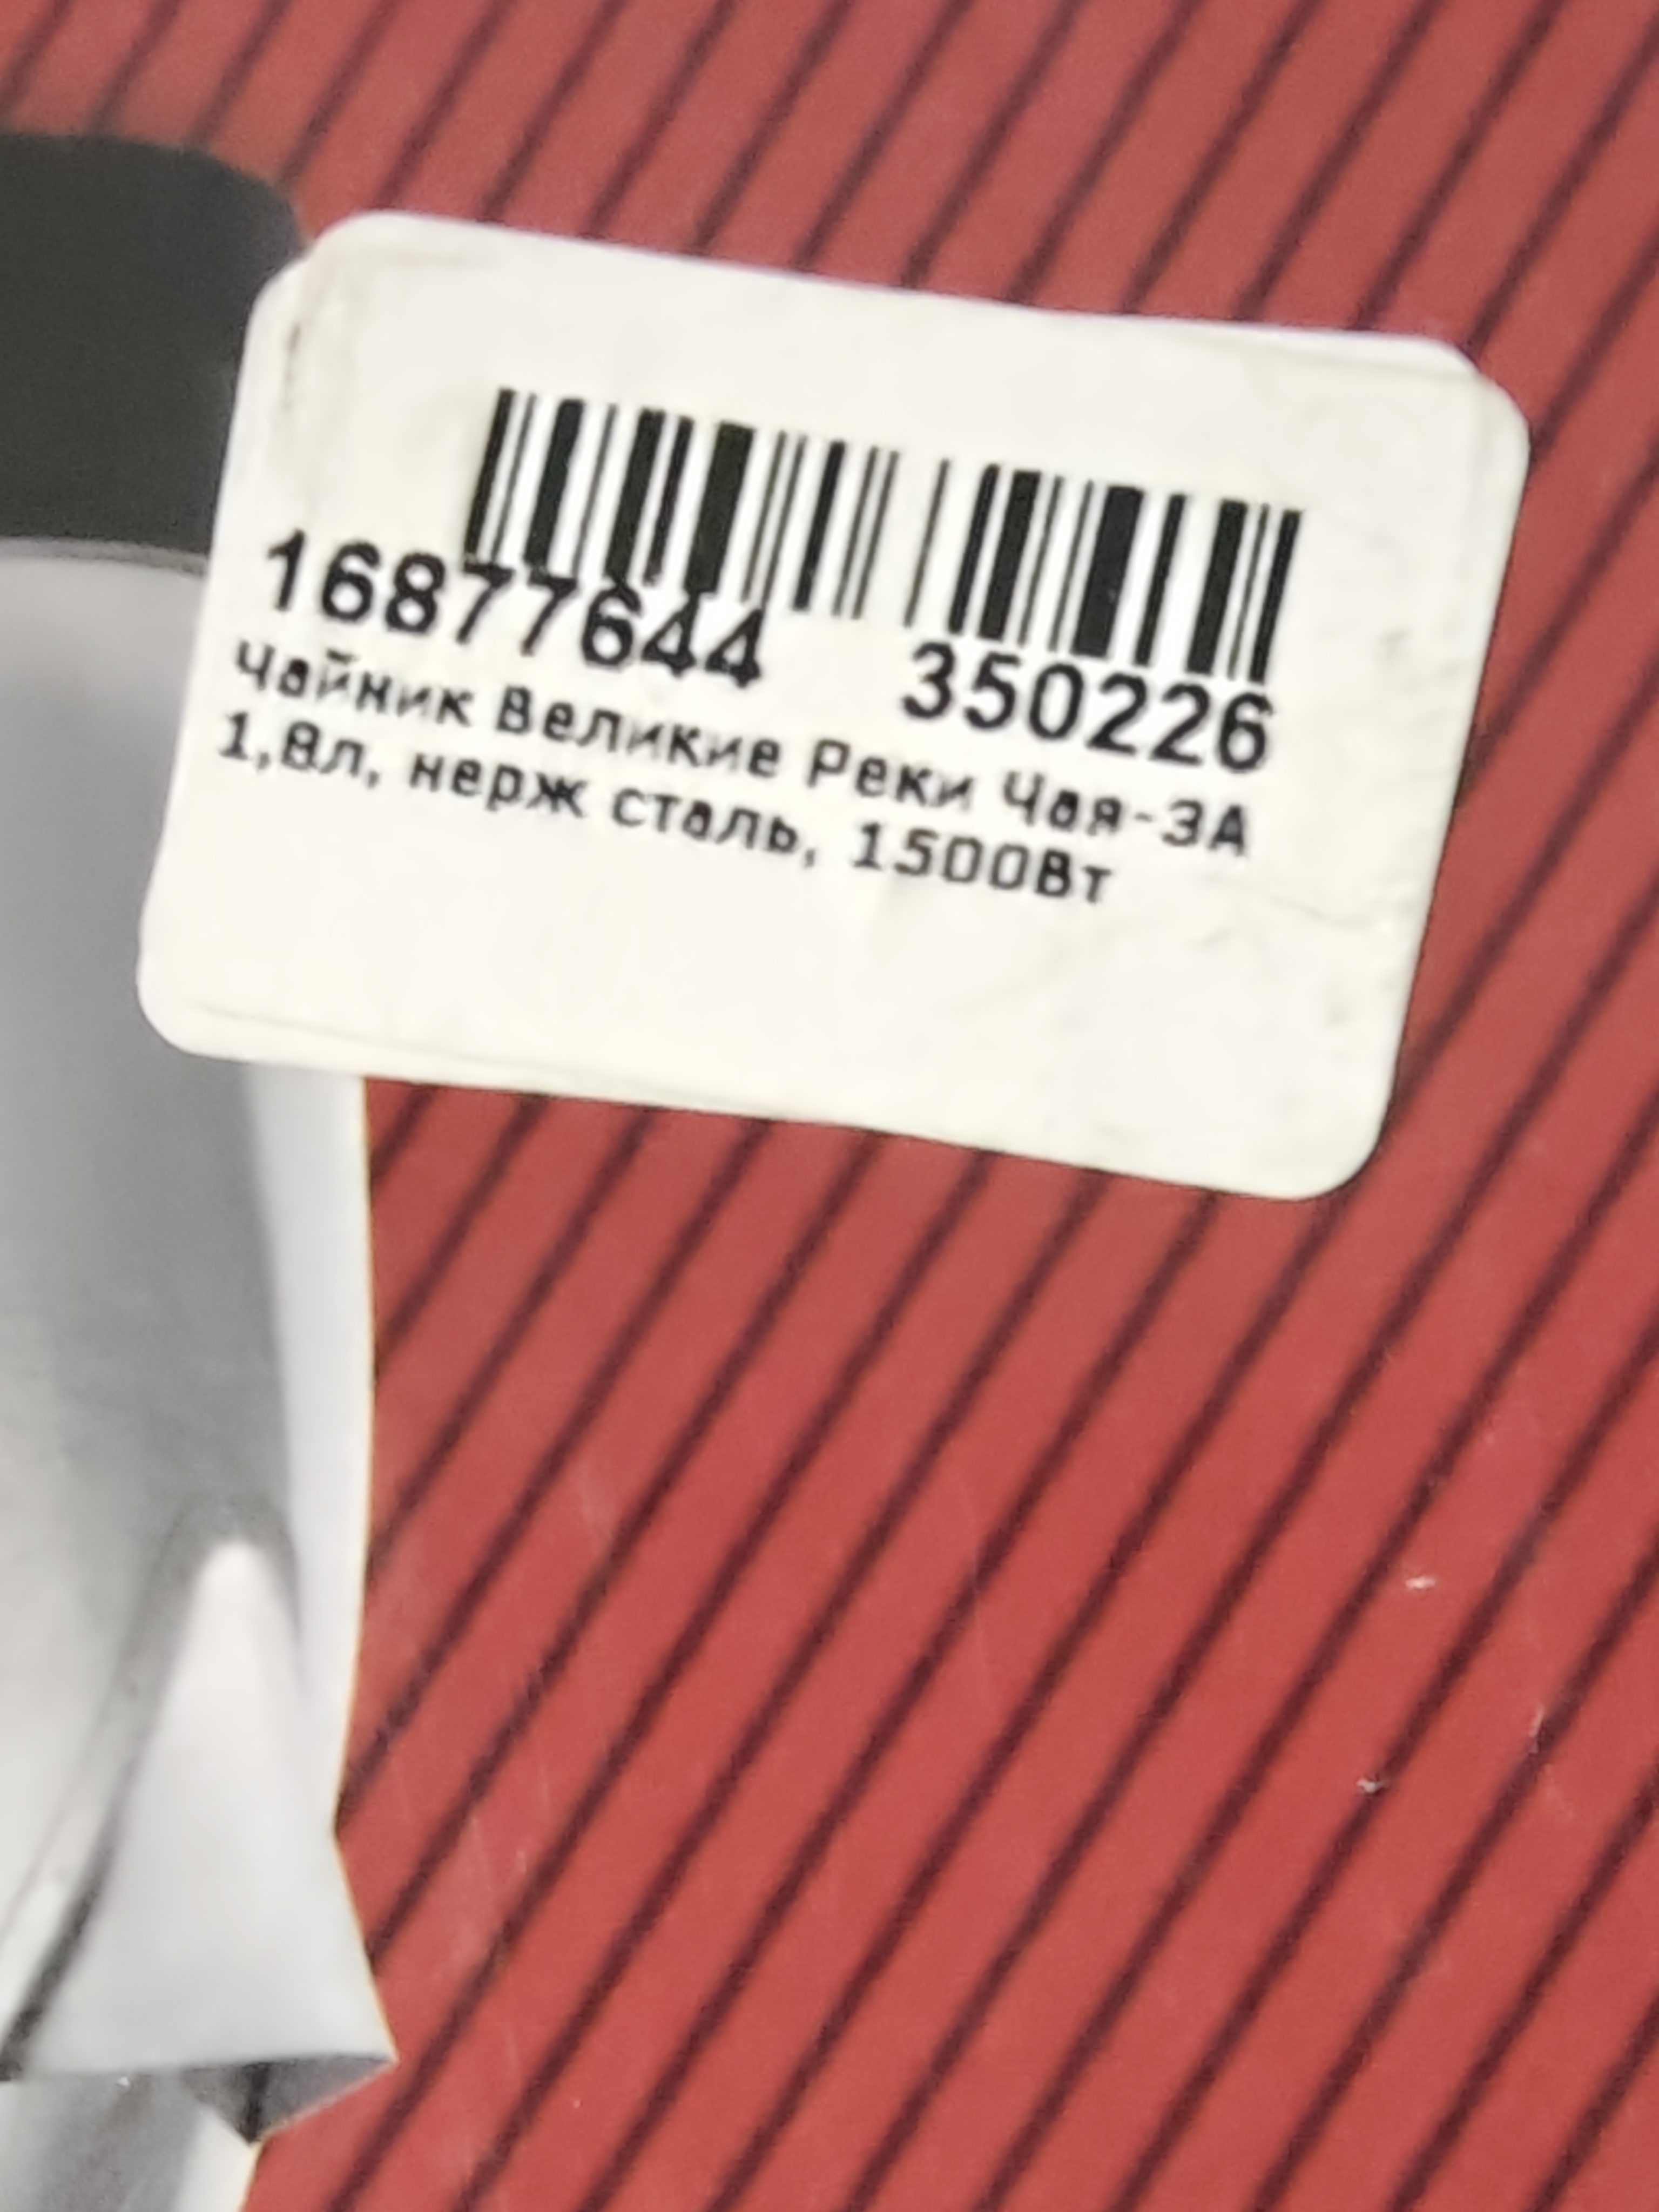 16877644 350226
Чайник Великие Реки Чая-3А
1,8л, нерж сталь, 1500Вт